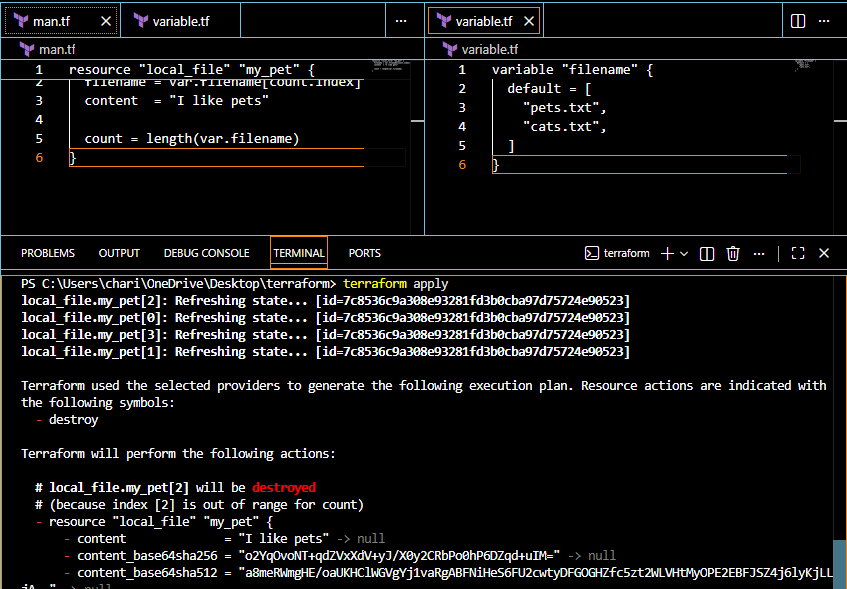 man.tf
variable.tf
variable.tf
man.tf
1 resource "local_file" "my_pet" {
2 filename = var.filename[count.index]
3 content = "I like pets"
4
5 count = length(var.filename)
6 }
variable.tf
1 variable "filename" {
2 default = [
3 "pets.txt",
4 "cats.txt",
5 ]
6 }
PROBLEMS OUTPUT DEBUG CONSOLE TERMINAL PORTS terraform
PS C:\Users\chari\OneDrive\Desktop\terraform> terraform apply
local_file.my_pet[2]: Refreshing state... [id=7c8536c9a308e93281fd3b0cba97d75724e90523]
local_file.my_pet[0]: Refreshing state... [id=7c8536c9a308e93281fd3b0cba97d75724e90523]
local_file.my_pet[3]: Refreshing state... [id=7c8536c9a308e93281fd3b0cba97d75724e90523]
local_file.my_pet[1]: Refreshing state... [id=7c8536c9a308e93281fd3b0cba97d75724e90523]
Terraform used the selected providers to generate the following execution plan. Resource actions are indicated with
the following symbols:
- destroy
Terraform will perform the following actions:
# local_file.my_pet[2] will be destroyed
# (because index [2] is out of range for count)
- resource "local_file" "my_pet" {
- content = "I like pets" -> null
- content_base64sha256 = "o2YqOvoNT+qdZVxXdV+yJ/X0y2CRbPo0hP6DZqd+uIM=" -> null
- content_base64sha512 = "a8meRWmgHE/oaUKHClWGVgYj1vaRgABFNiHeS6FU2cwtyDFGOGHZfc5zt2WLVHtMyOPE2EBFJSZ4j6lyKjLL